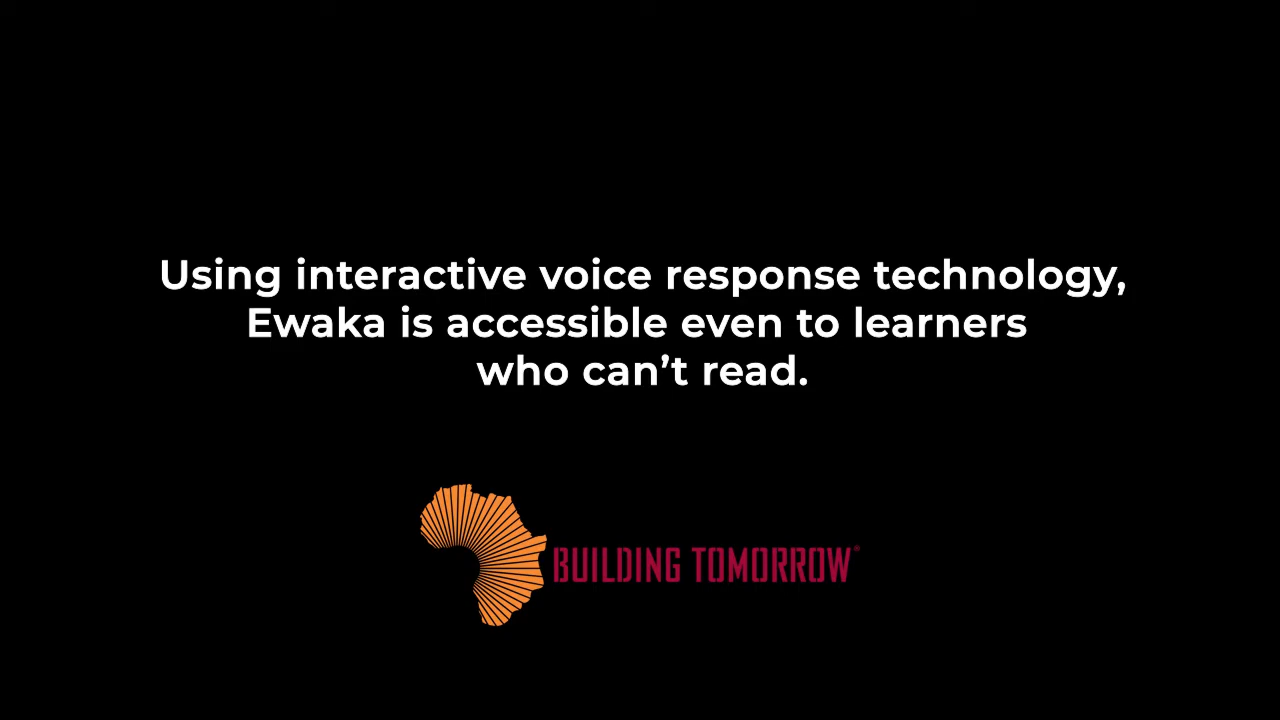 Using interactive voice response technology,
Ewaka is accessible even to learners
who can’t read.
BUILDING TOMORROW®